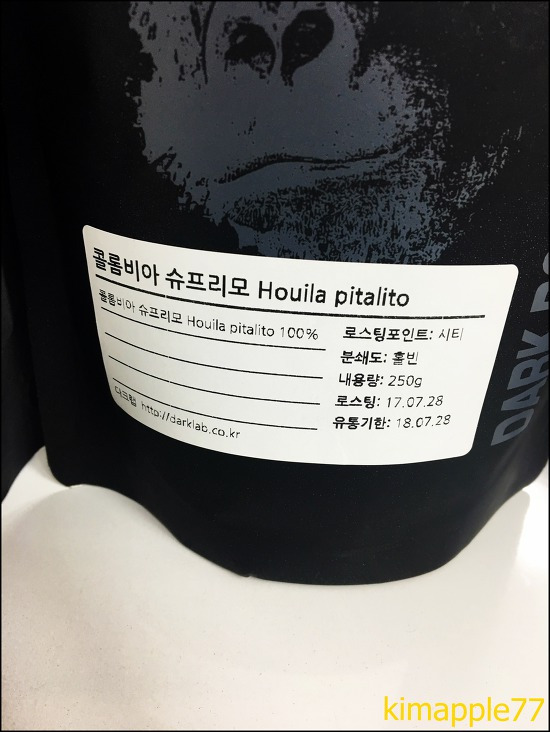 콜롬비아 슈프리모 Houila pitalito
콜롬비아 슈프리모 Houila pitalito 100%
로스팅포인트: 시티
분쇄도: 홀빈
내용량: 250g
로스팅: 17.07.28
유통기한: 18.07.28
다크랩 http://darklab.co.kr
DARK
kimapple77